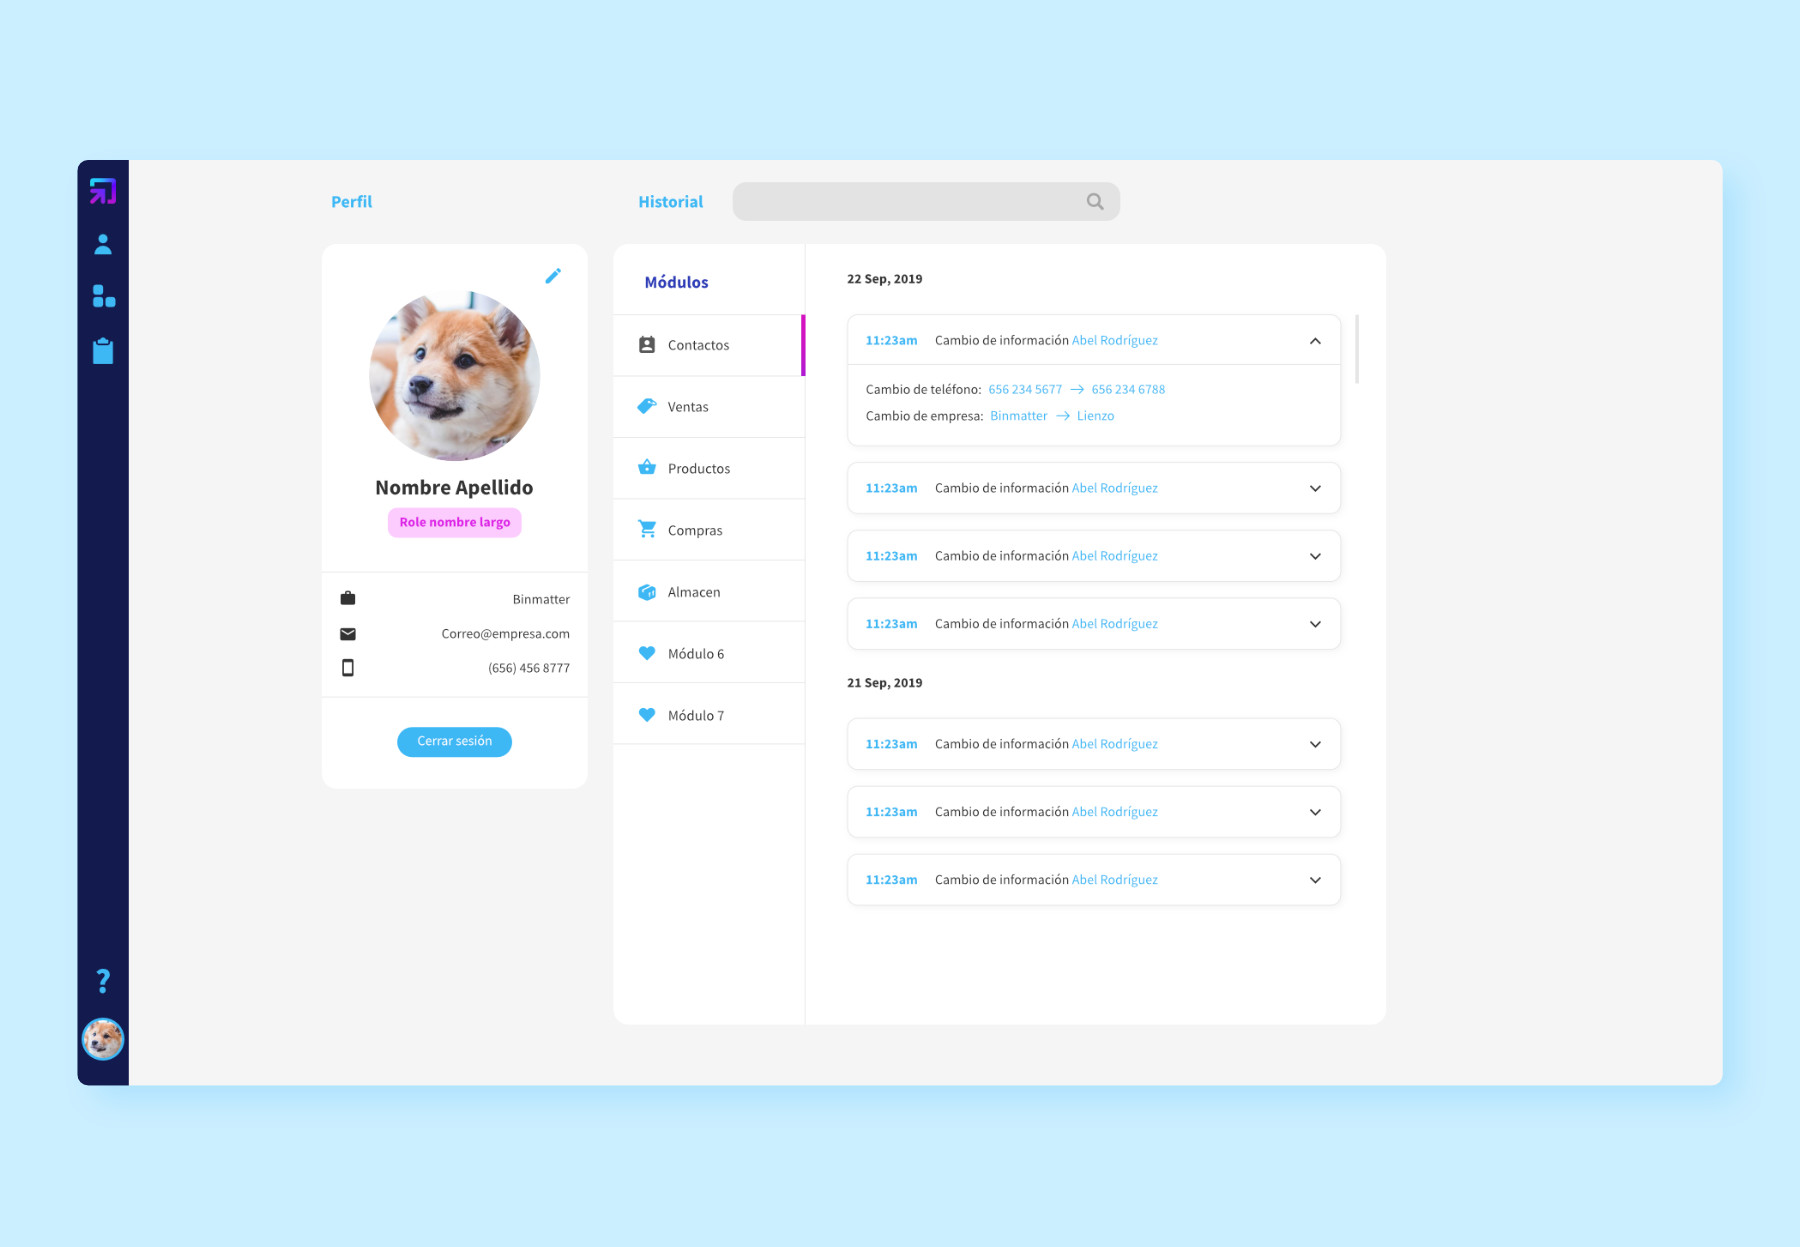 Perfil
Nombre Apellido
Role nombre largo
Binmatter
Correo@empresa.com
(656) 456 8777
Cerrar sesión
Historial
Módulos
Contactos
Ventas
Productos
Compras
Almacen
Módulo 6
Módulo 7
22 Sep, 2019
11:23am Cambio de información Abel Rodríguez
Cambio de teléfono: 656 234 5677 → 656 234 6788
Cambio de empresa: Binmatter → Lienzo
11:23am Cambio de información Abel Rodríguez
11:23am Cambio de información Abel Rodríguez
11:23am Cambio de información Abel Rodríguez
21 Sep, 2019
11:23am Cambio de información Abel Rodríguez
11:23am Cambio de información Abel Rodríguez
11:23am Cambio de información Abel Rodríguez
?